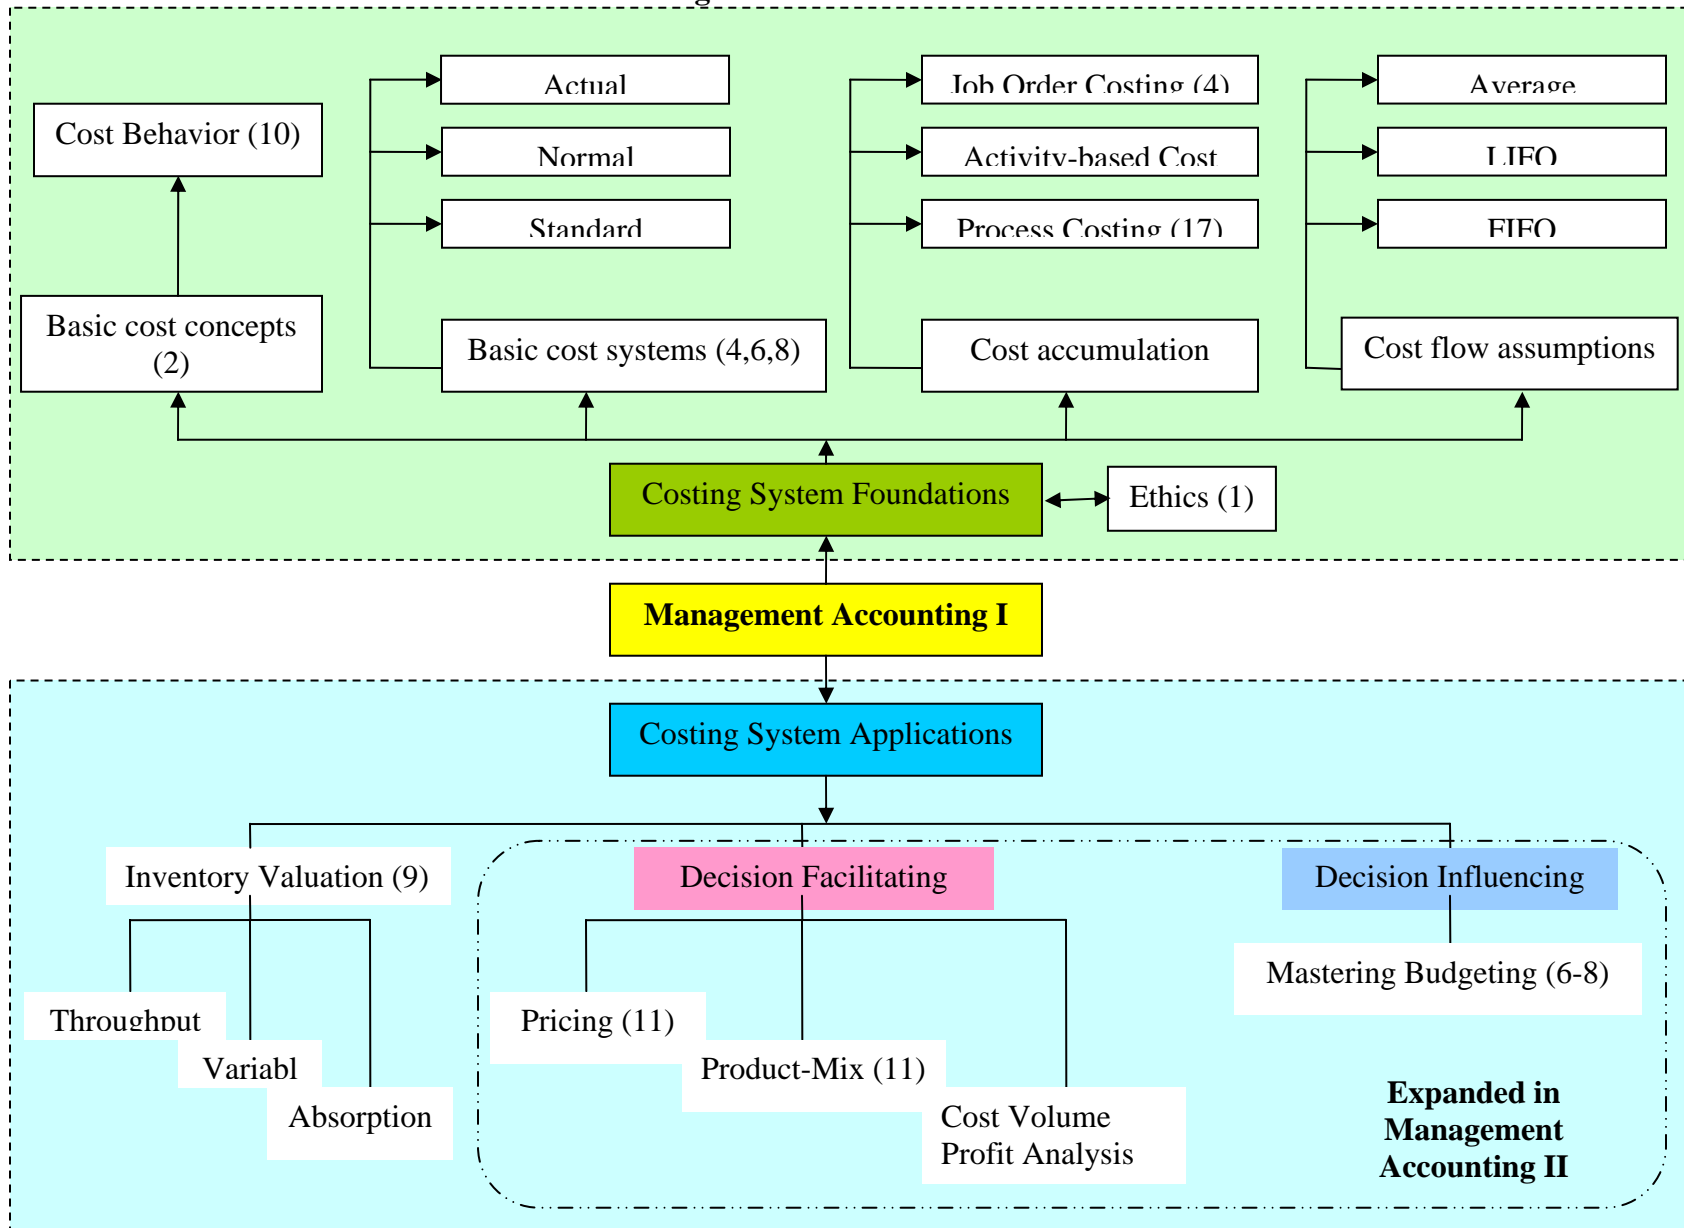 Actual
Job Order Costing (4)
Average
Cost Behavior (10)
Normal
Activity-based Cost
LIFO
Standard
Process Costing (17)
FIFO
Basic cost concepts
(2)
Basic cost systems (4,6,8)
Cost accumulation
Cost flow assumptions
Costing System Foundations
Ethics (1)
Management Accounting I
Costing System Applications
Inventory Valuation (9)
Decision Facilitating
Decision Influencing
Throughput
Variabl
Absorption
Pricing (11)
Product-Mix (11)
Cost Volume
Profit Analysis
Mastering Budgeting (6-8)
Expanded in
Management
Accounting II